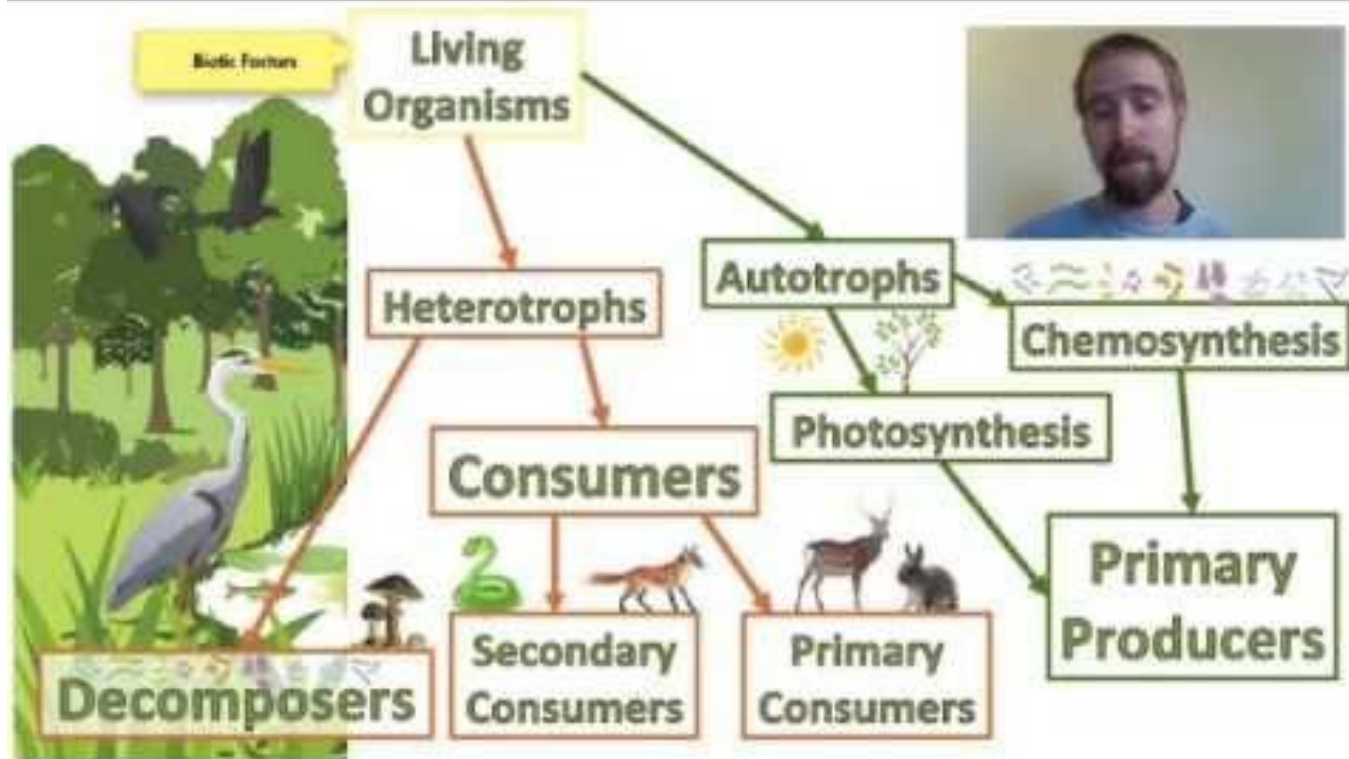 Biotic Factors
Living
Organisms
Autotrophs
Heterotrophs
Chemosynthesis
Photosynthesis
Consumers
Primary
Producers
Secondary
Consumers
Primary
Consumers
Decomposers